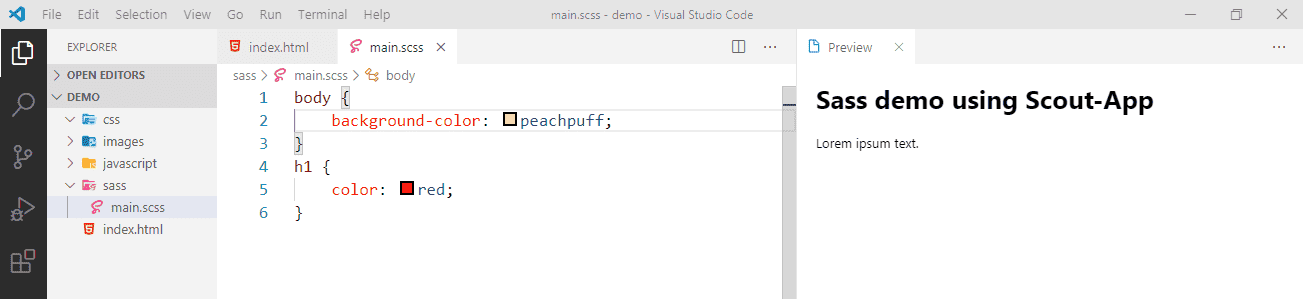 File Edit Selection View Go Run Terminal Help main.scss - demo - Visual Studio Code
EXPLORER
OPEN EDITORS
DEMO
css
images
javascript
sass
main.scss
index.html
index.html main.scss
sass > main.scss > body
1 body {
2 background-color: peachpuff;
3 }
4 h1 {
5 color: red;
6 }
Preview
Sass demo using Scout-App
Lorem ipsum text.